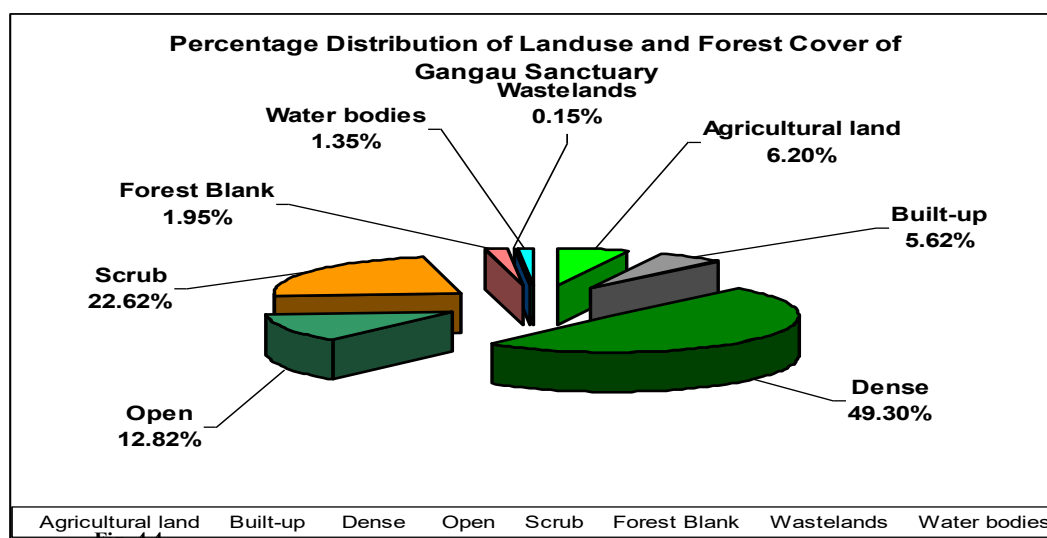 Percentage Distribution of Landuse and Forest Cover of
Gangau Sanctuary
Wastelands
0.15%
Water bodies
1.35%
Agricultural land
6.20%
Forest Blank
1.95%
Built-up
5.62%
Scrub
22.62%
Dense
49.30%
Open
12.82%
Agricultural land Built-up Dense Open Scrub Forest Blank Wastelands Water bodies